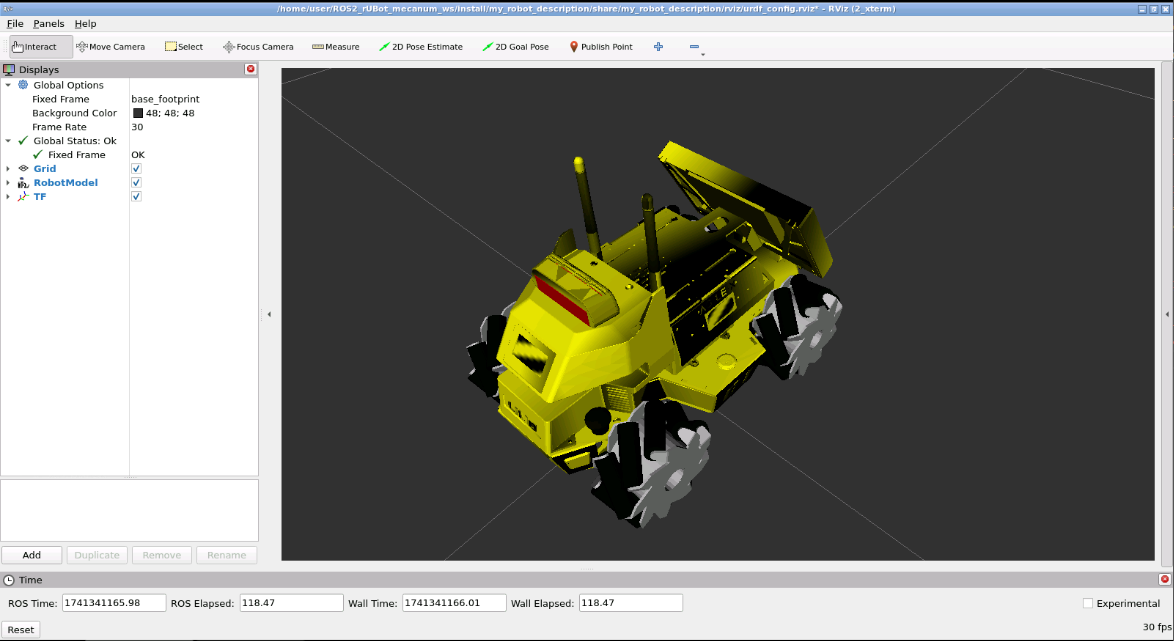 /home/user/ROS2_rUBot_mecanum_ws/install/my_robot_description/share/my_robot_description/rviz/urdf_config.rviz* - RViz (2_xterm)
File Panels Help
Interact Move Camera Select Focus Camera Measure 2D Pose Estimate 2D Goal Pose Publish Point
Displays
Global Options
Fixed Frame base_footprint
Background Color 48; 48; 48
Frame Rate 30
Global Status: Ok
Fixed Frame OK
Grid
RobotModel
TF
Add Duplicate Remove Rename
Time
ROS Time: 1741341165.98 ROS Elapsed: 118.47 Wall Time: 1741341166.01 Wall Elapsed: 118.47 Experimental
Reset 30 fps